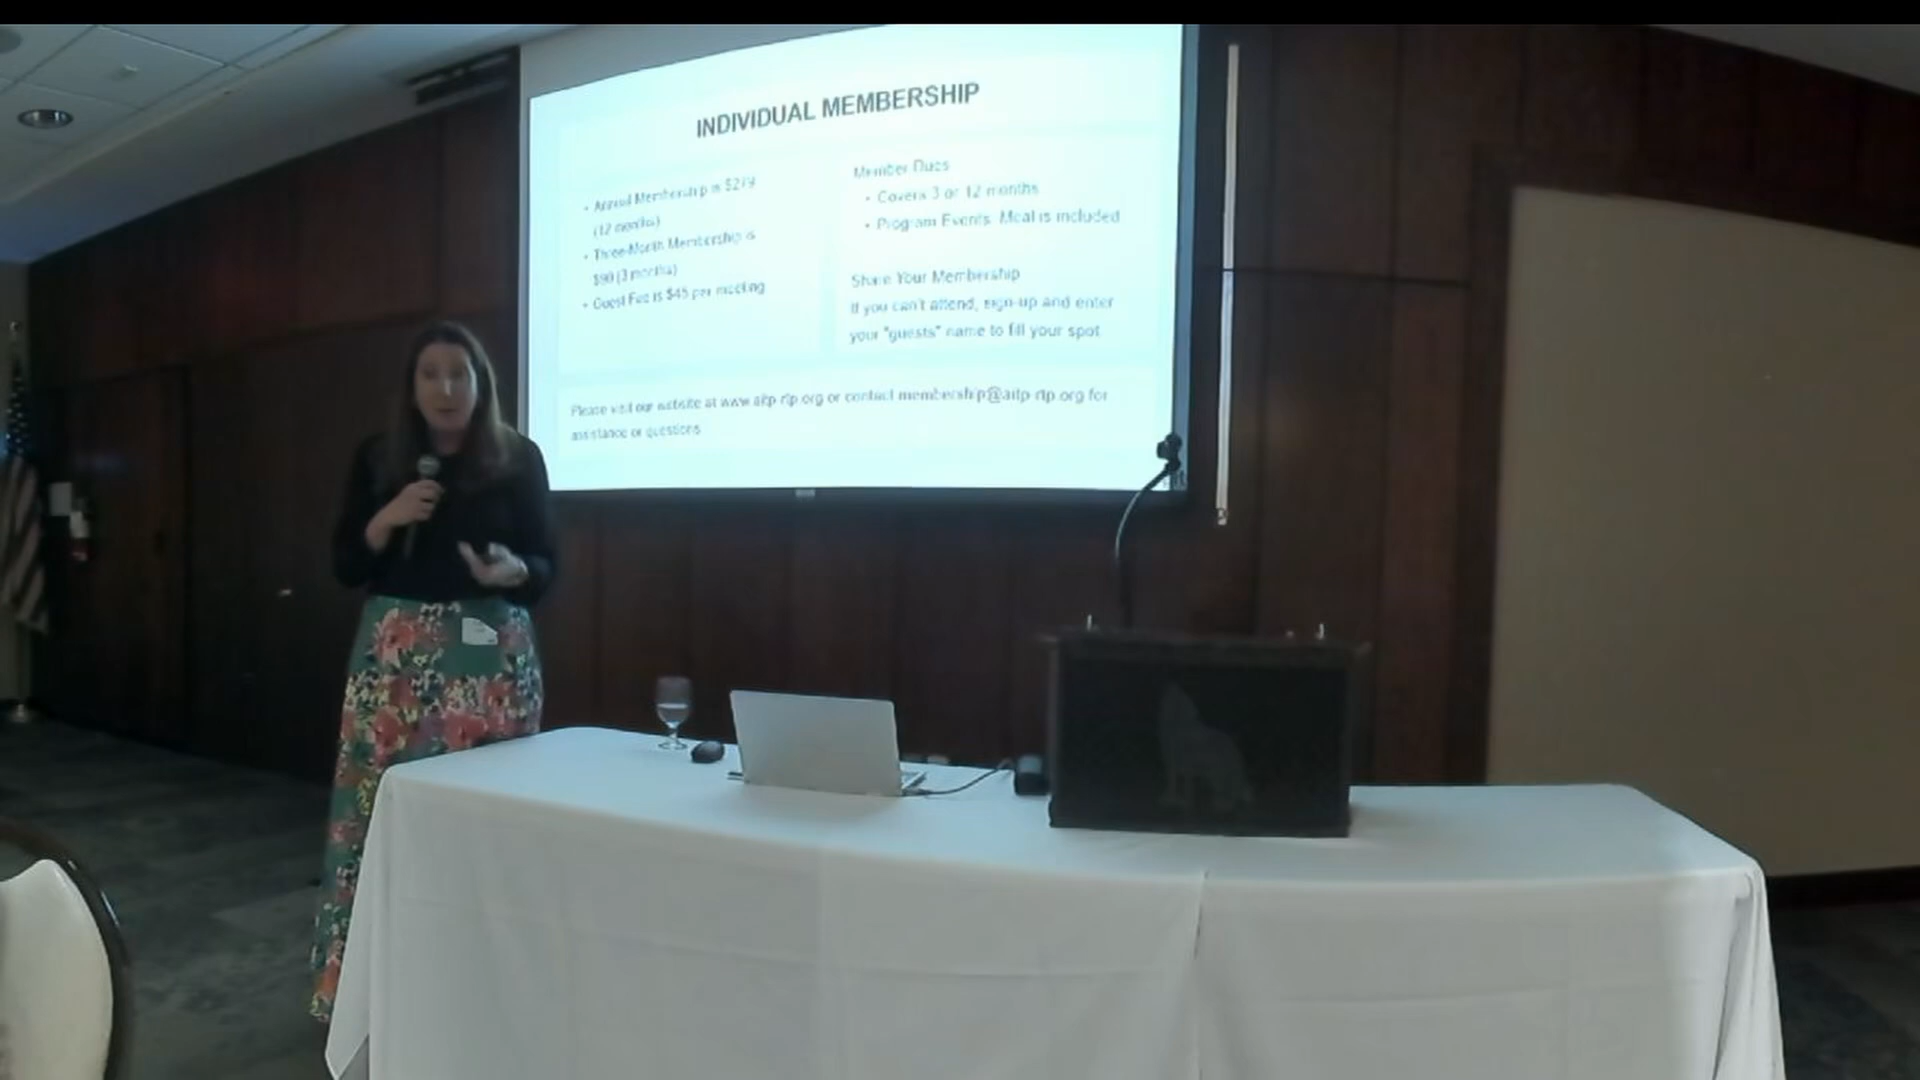 INDIVIDUAL MEMBERSHIP
• Annual Membership is $279
(12 months)
• Three-Month Membership is
$90 (3 months)
• Guest Fee is $45 per meeting
Member Dues
• Covers 3 or 12 months
• Program Events Meal is included
Share Your Membership
If you can't attend, sign-up and enter
your "guests" name to fill your spot
Please visit our website at www.aitp-rtp.org or contact membership@aitp-rtp.org for
assistance or questions